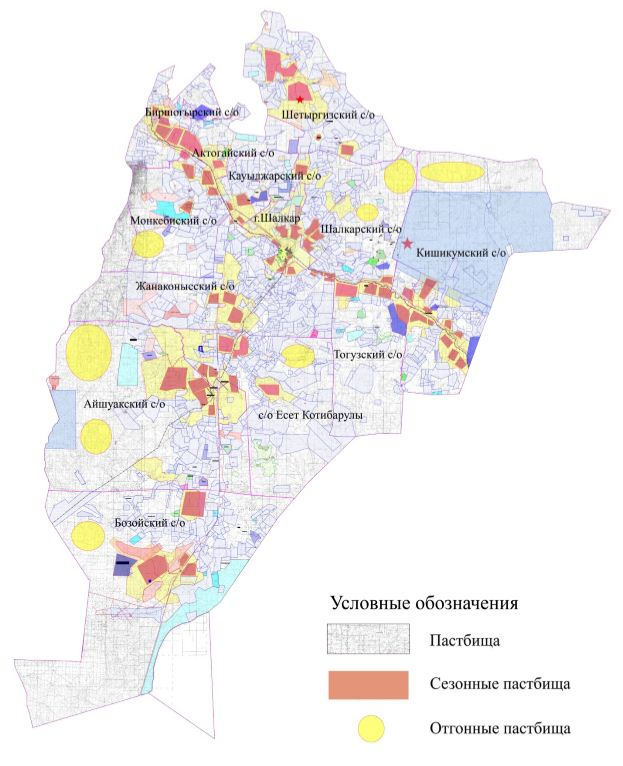 Биршогырский с/о
Шетыргизский с/о
Актогайский с/о
Кауылжарский с/о
Монкебиский с/о
г.Шалкар
Шалкарский с/о
Кишикумский с/о
Жанаконысский с/о
Тогузский с/о
Айшуакский с/о
с/о Есет Котибарулы
Бозойский с/о
Условные обозначения
Пастбища
Сезонные пастбища
Отгонные пастбища